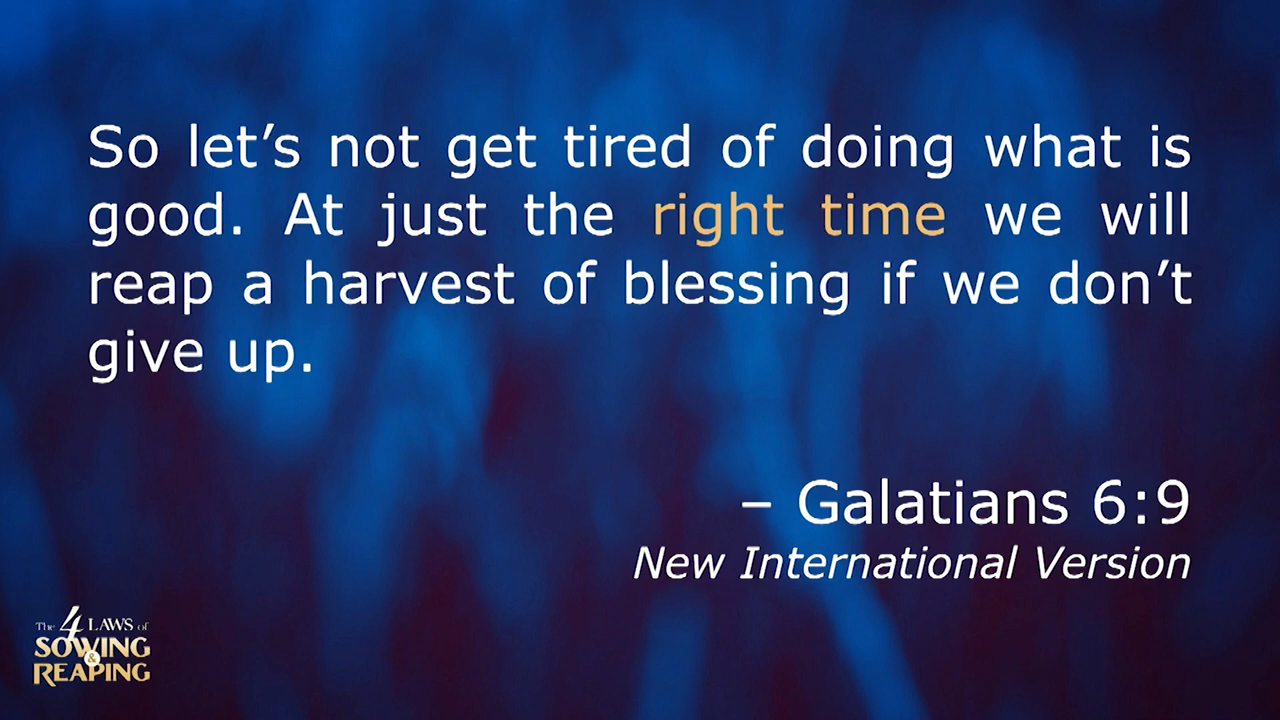 So let’s not get tired of doing what is
good. At just the right time we will
reap a harvest of blessing if we don’t
give up.
– Galatians 6:9
New International Version
The 4 LAWS of
SOWING
&
REAPING